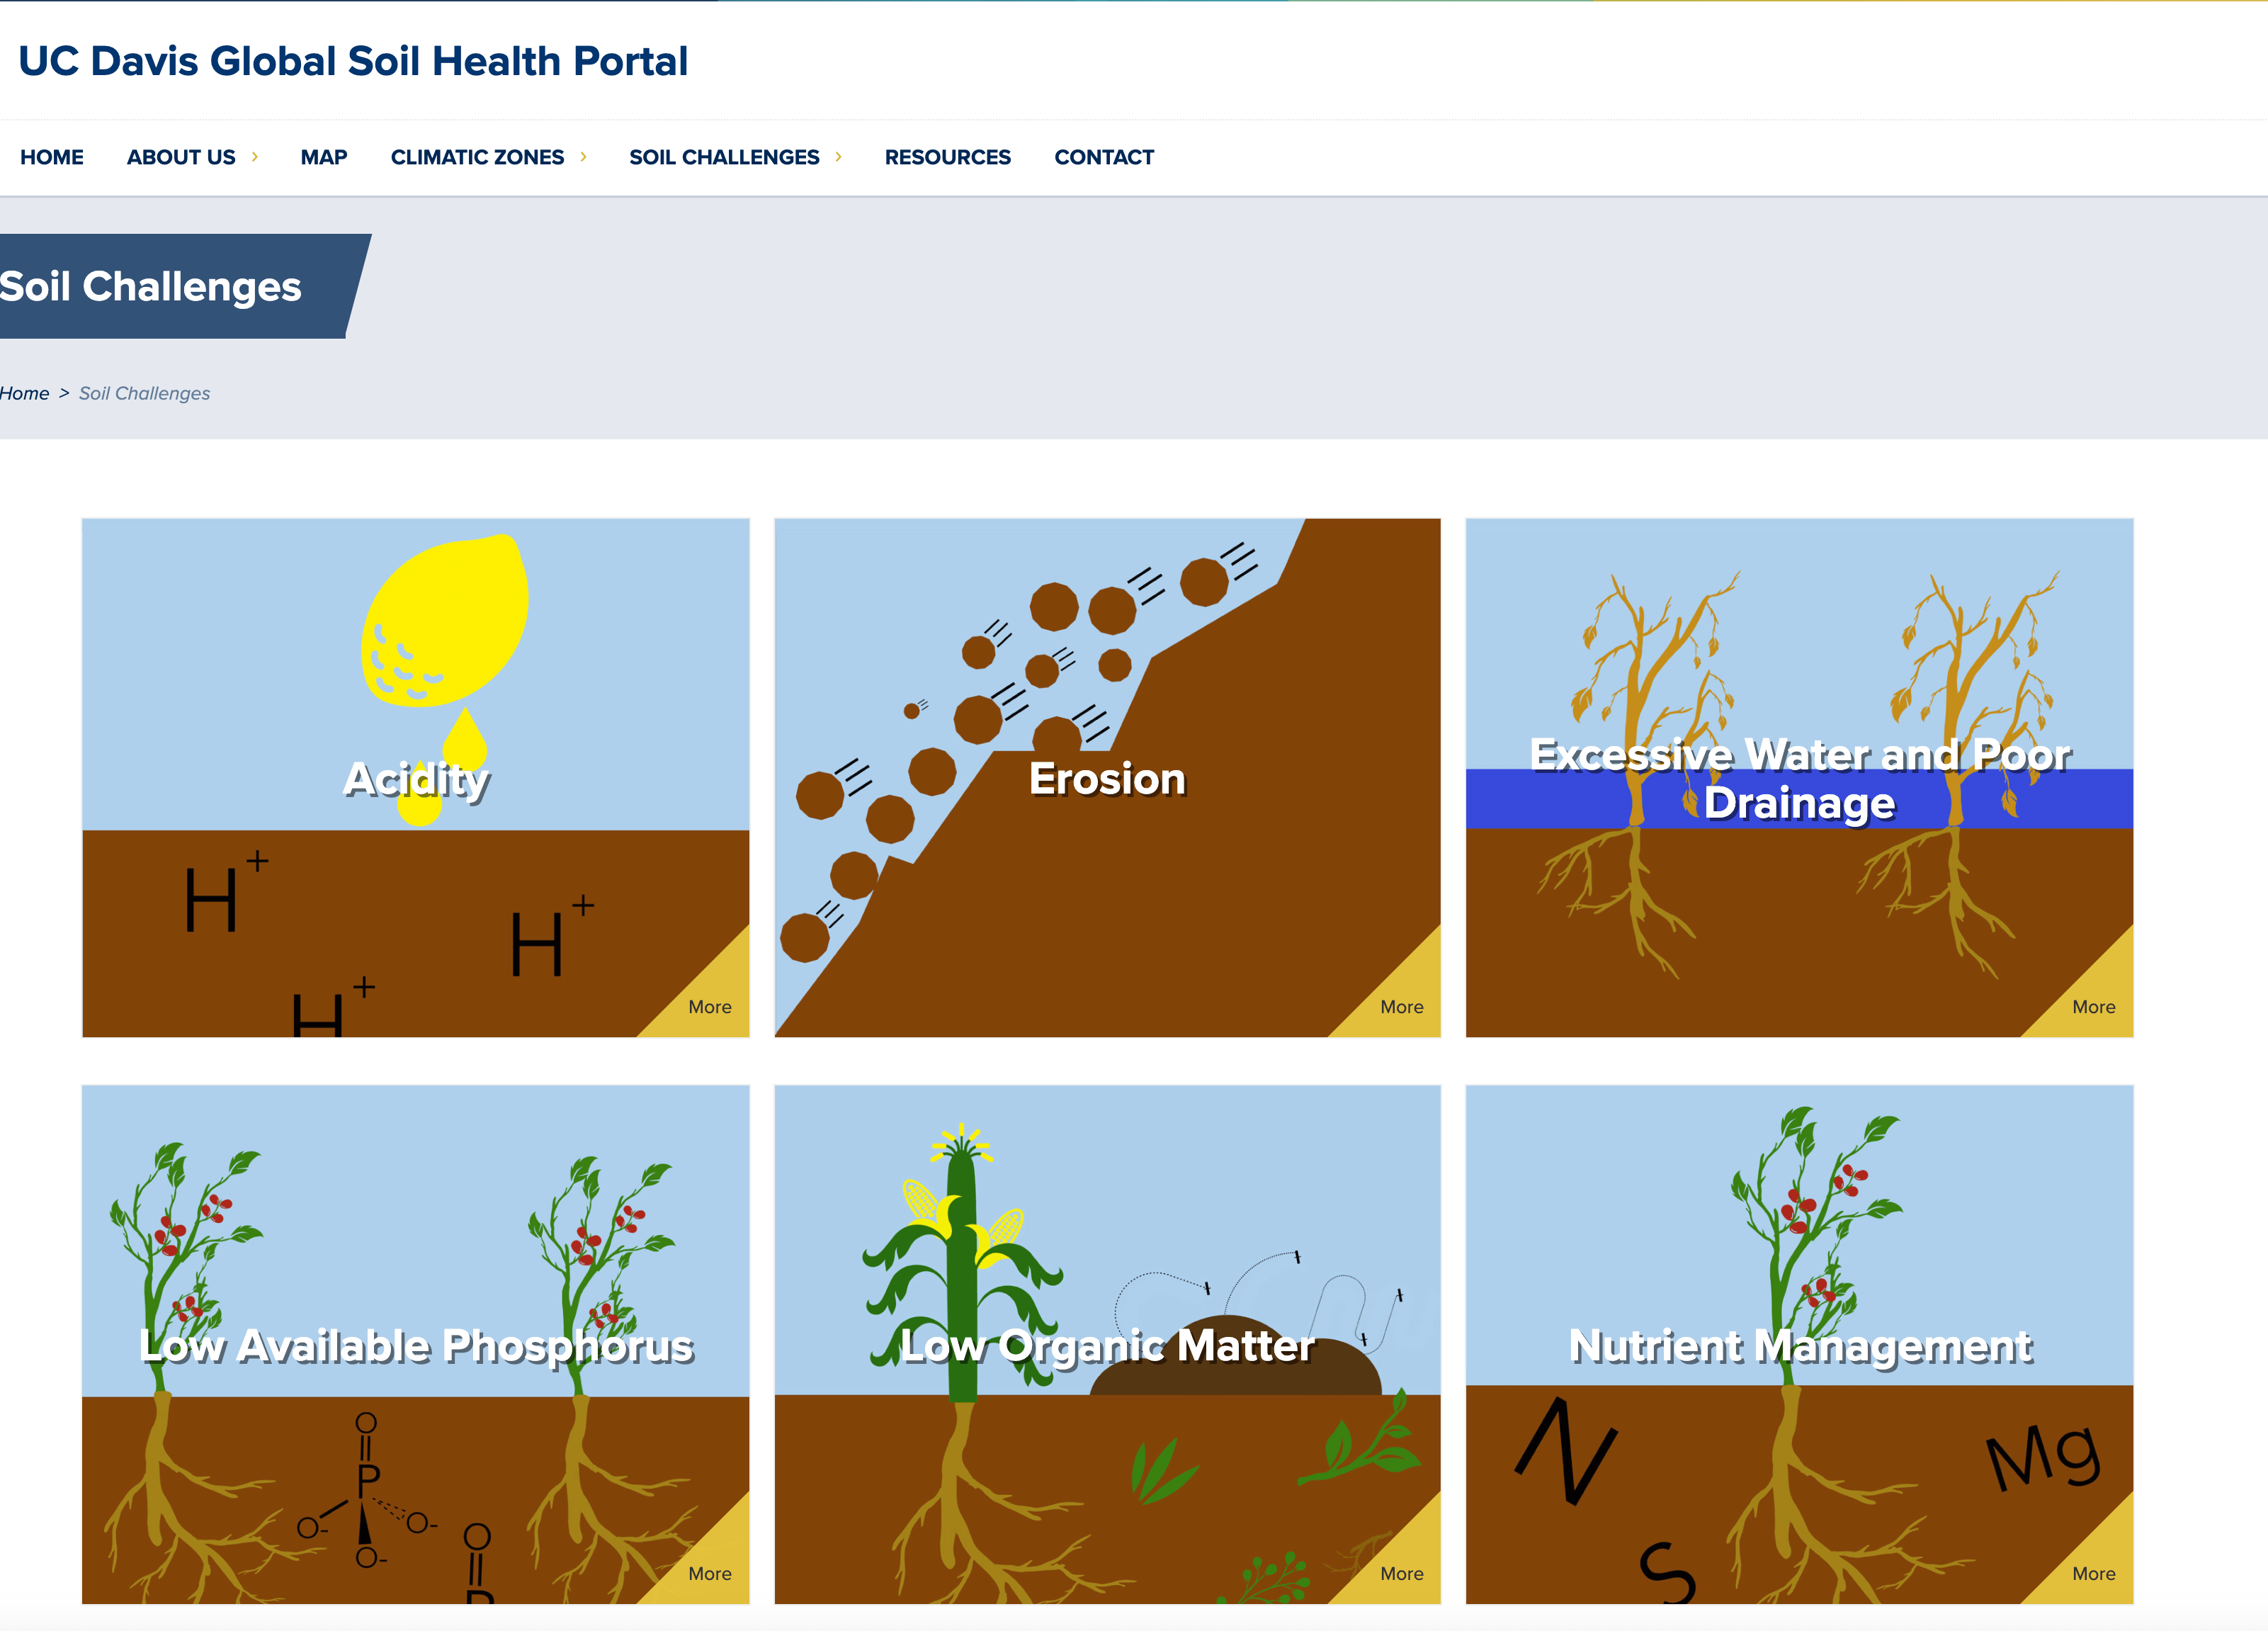 UC Davis Global Soil Health Portal
HOME ABOUT US › MAP CLIMATIC ZONES › SOIL CHALLENGES › RESOURCES CONTACT
Soil Challenges
Home > Soil Challenges
Acidity
H+
H+
H+
More
Erosion
More
Excessive Water and Poor
Drainage
More
Low Available Phosphorus
O
P
O-
O-
O-
O
P
More
Low Organic Matter
More
Nutrient Management
N
Mg
S
More